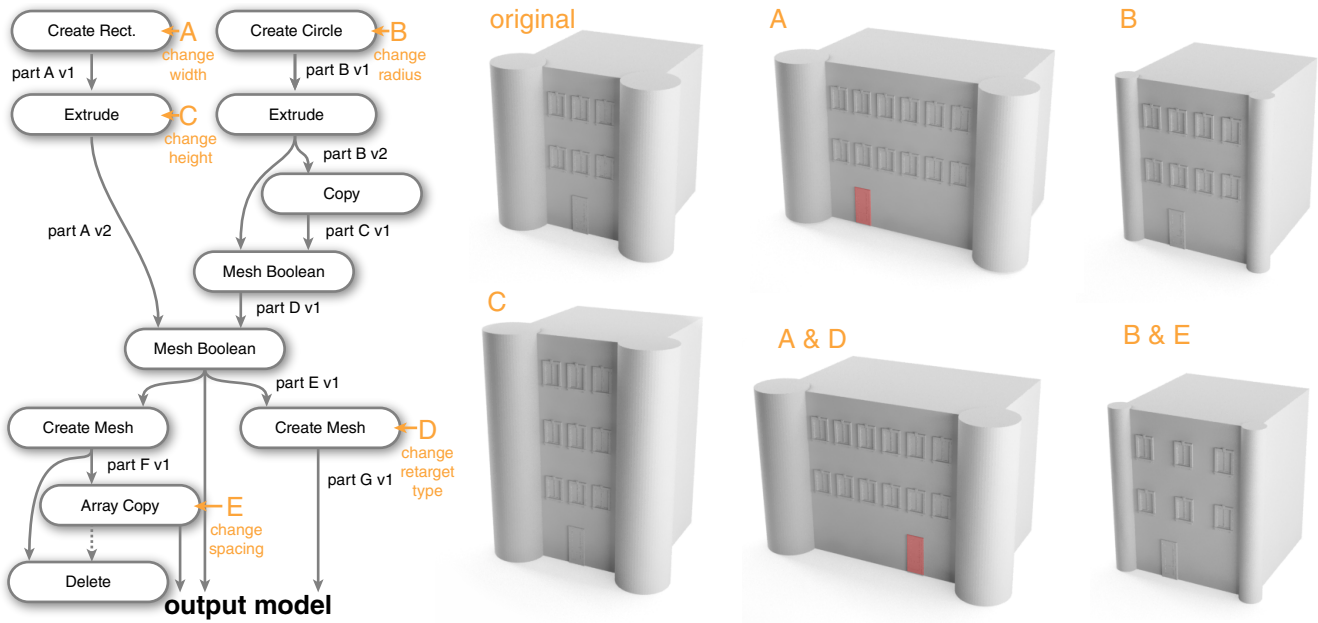 Create Rect.
A
change
width
Create Circle
B
change
radius
part A v1
part B v1
Extrude
C
change
height
Extrude
part B v2
Copy
part A v2
part C v1
Mesh Boolean
part D v1
Mesh Boolean
part E v1
Create Mesh
Create Mesh
D
change
retarget
type
part F v1
part G v1
Array Copy
E
change
spacing
Delete
output model
original
A
B
C
A & D
B & E